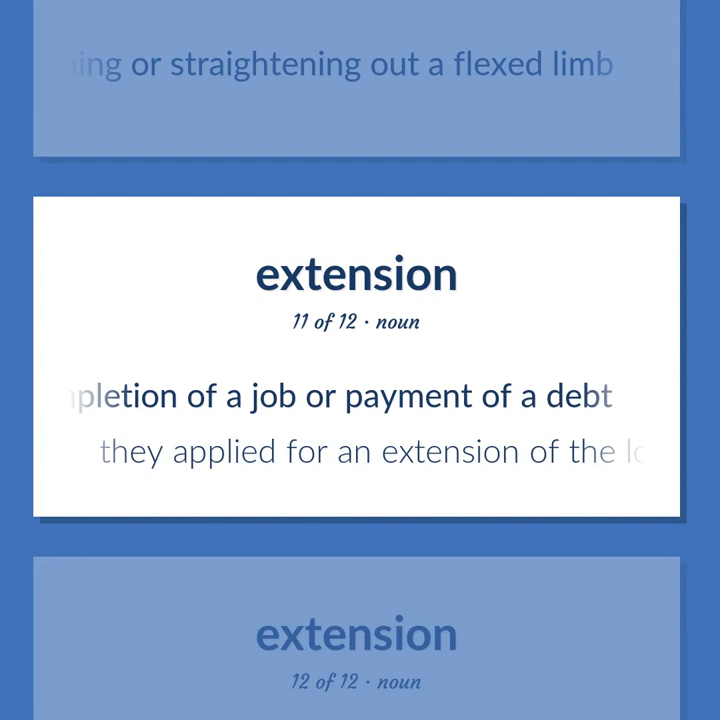 or straightening out a flexed limb
extension
11 of 12 · noun
of a job or payment of a debt
they applied for an extension of the
extension
12 of 12 · noun